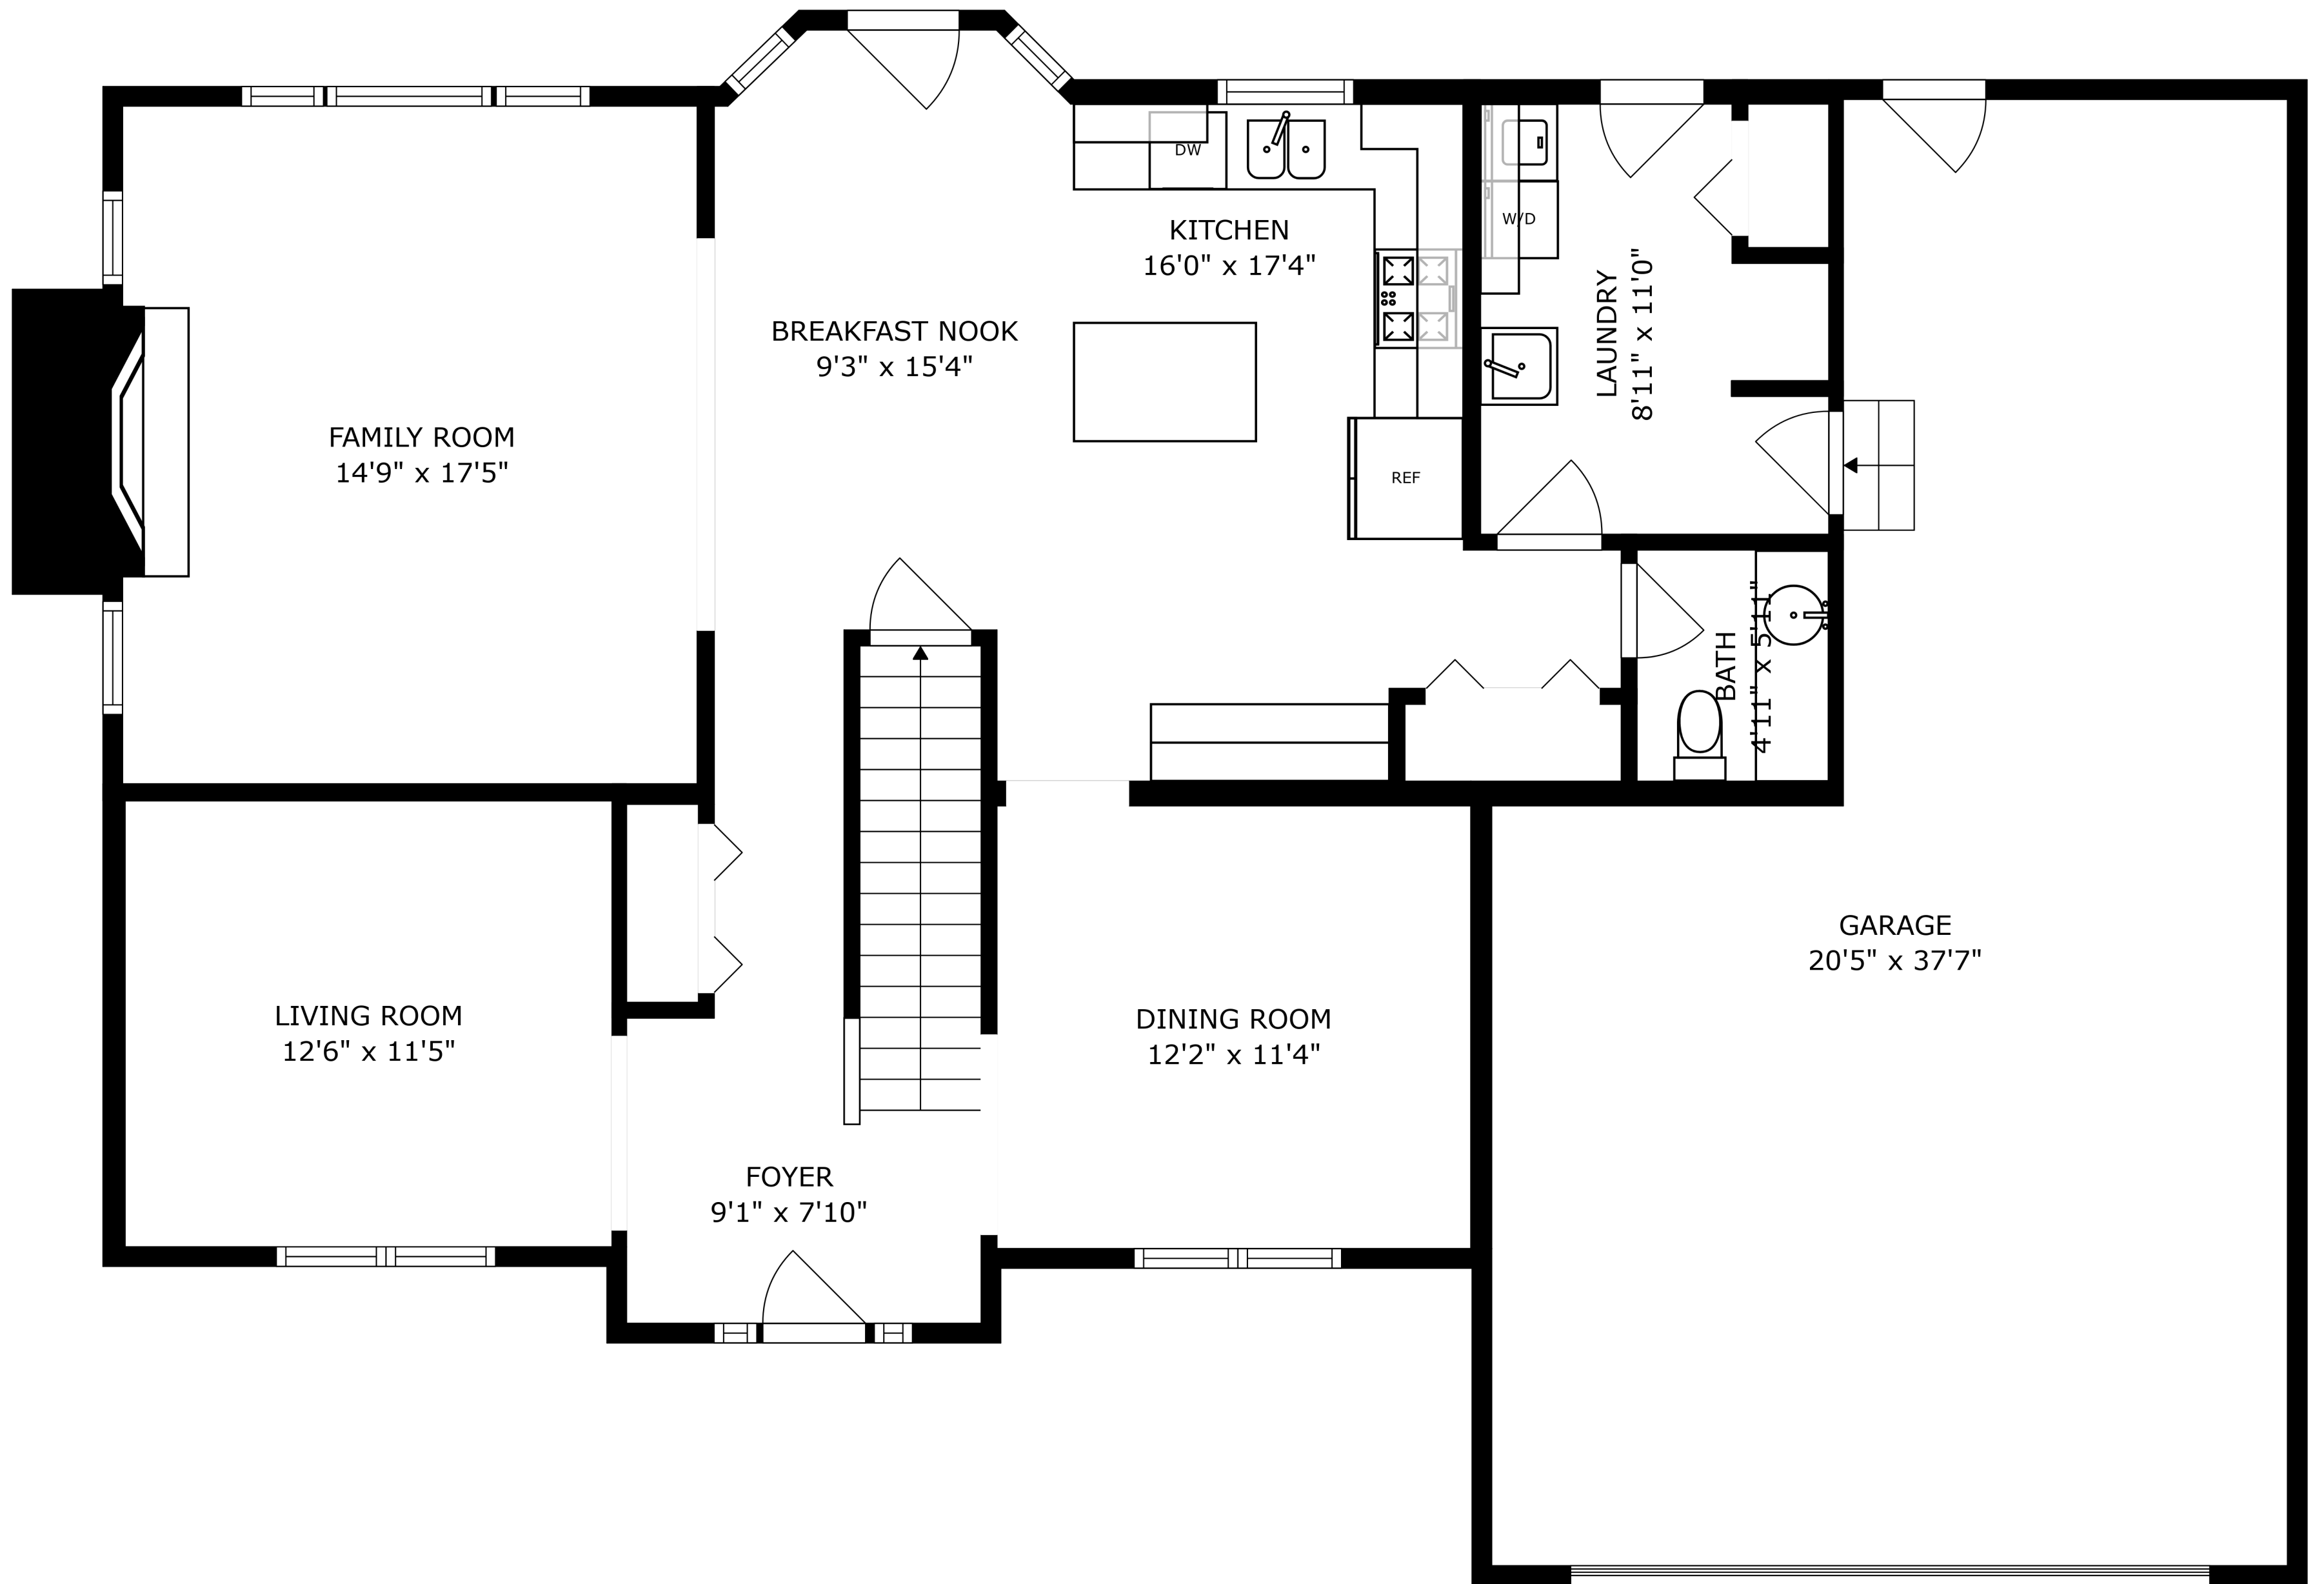 DW
KITCHEN
16'0" x 17'4"
W/D
LAUNDRY
8'11" x 11'0"
BREAKFAST NOOK
9'3" x 15'4"
FAMILY ROOM
14'9" x 17'5"
REF
BATH
4'11" x 5'11"
GARAGE
20'5" x 37'7"
LIVING ROOM
12'6" x 11'5"
DINING ROOM
12'2" x 11'4"
FOYER
9'1" x 7'10"